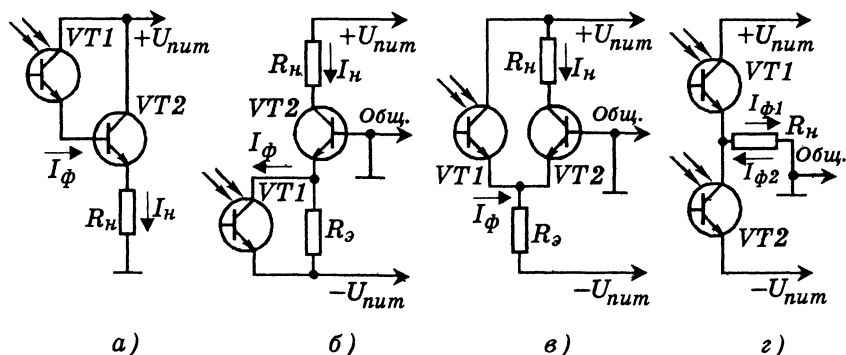 VT1
+Uпит
VT2
Iф
Rн
Iн
а)
+Uпит
Rн
Iн
VT2
Общ.
Iф
VT1
Rэ
−Uпит
б)
+Uпит
Rн
Iн
Общ.
VT1
VT2
Iф
Rэ
−Uпит
в)
+Uпит
VT1
Iф1
Rн
Общ.
Iф2
VT2
−Uпит
г)